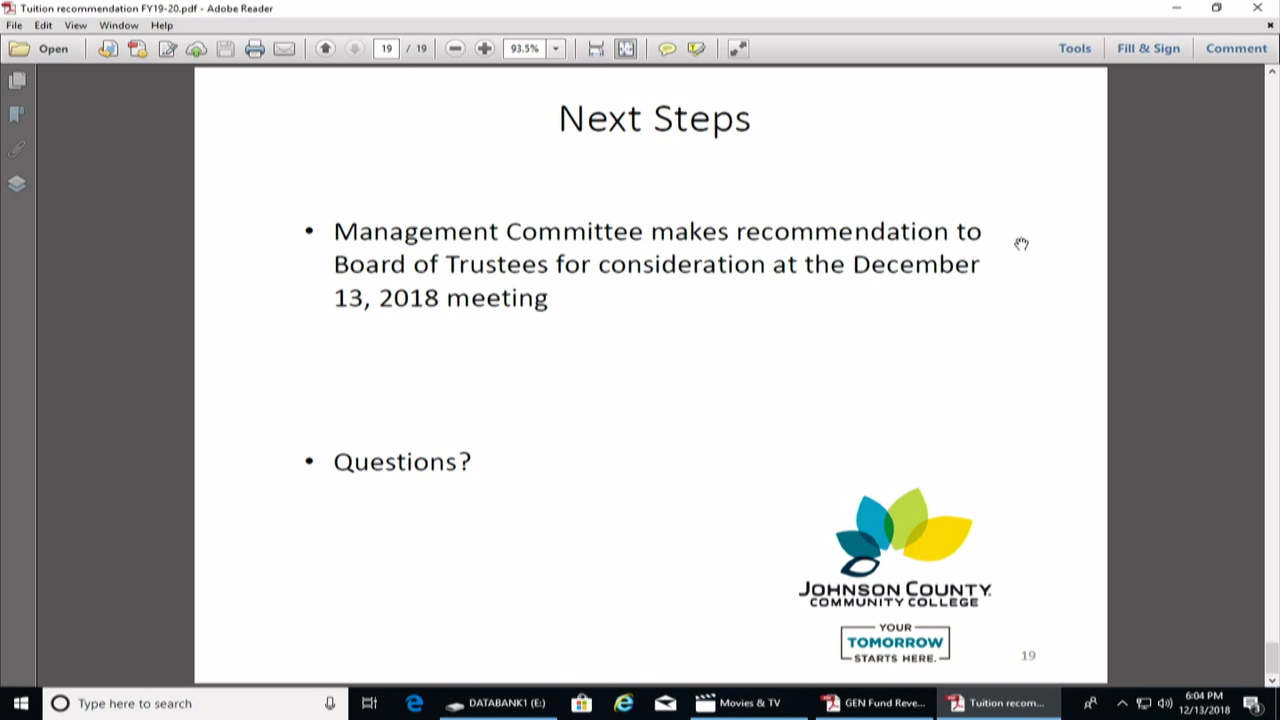 Tuition recommendation FY19-20.pdf - Adobe Reader
File Edit View Window Help
Open 19 / 19 93.5% Tools Fill & Sign Comment
Next Steps
• Management Committee makes recommendation to
Board of Trustees for consideration at the December
13, 2018 meeting
• Questions?
JOHNSON COUNTY
COMMUNITY COLLEGE
YOUR
TOMORROW
STARTS HERE.
19
Type here to search DATABANK1 (E:) Movies & TV GEN Fund Reve... Tuition recom... 6:04 PM
12/13/2018 3